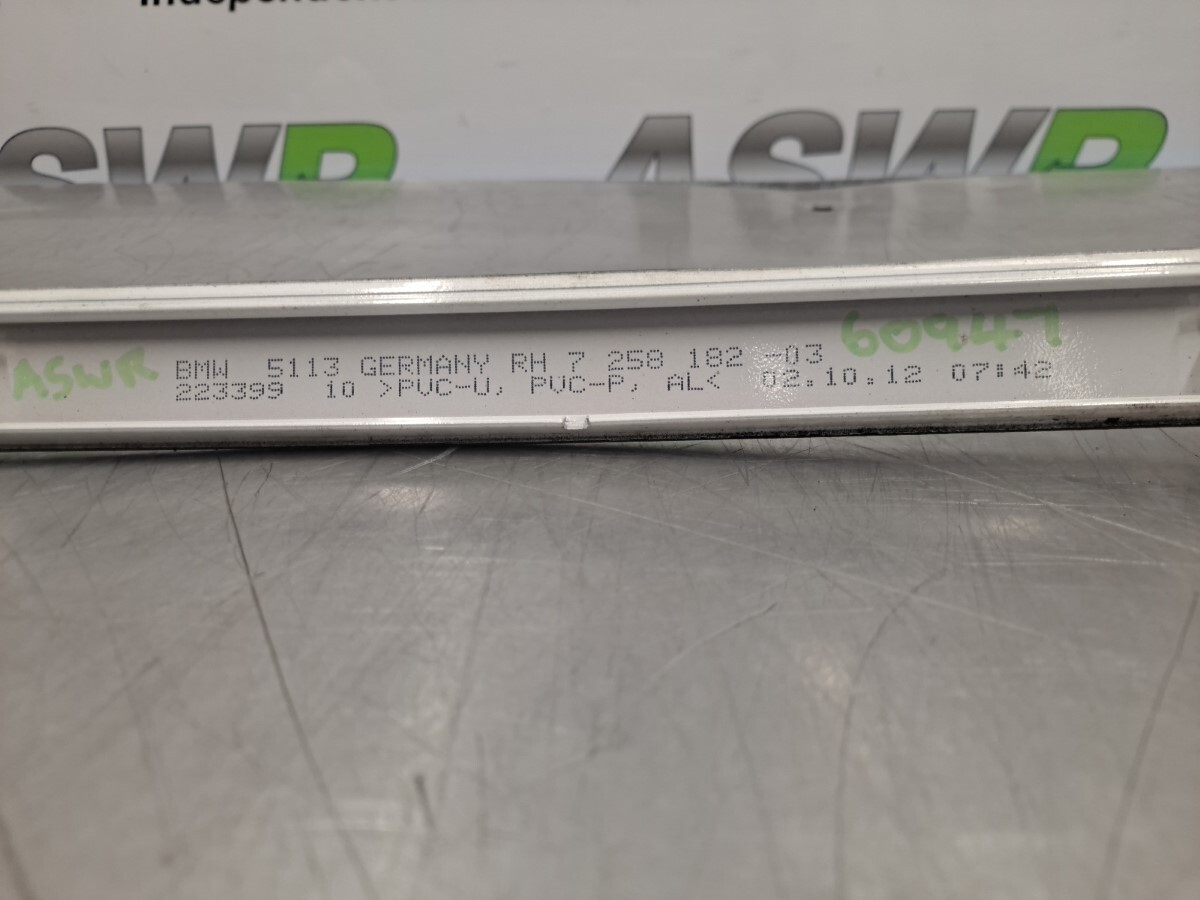 Independent
ASWR ASWR
ASWR
60947
BMW 5113 GERMANY RH 7 258 182 -03
223399 10 >PVC-U, PVC-P, AL< 02.10.12 07:42